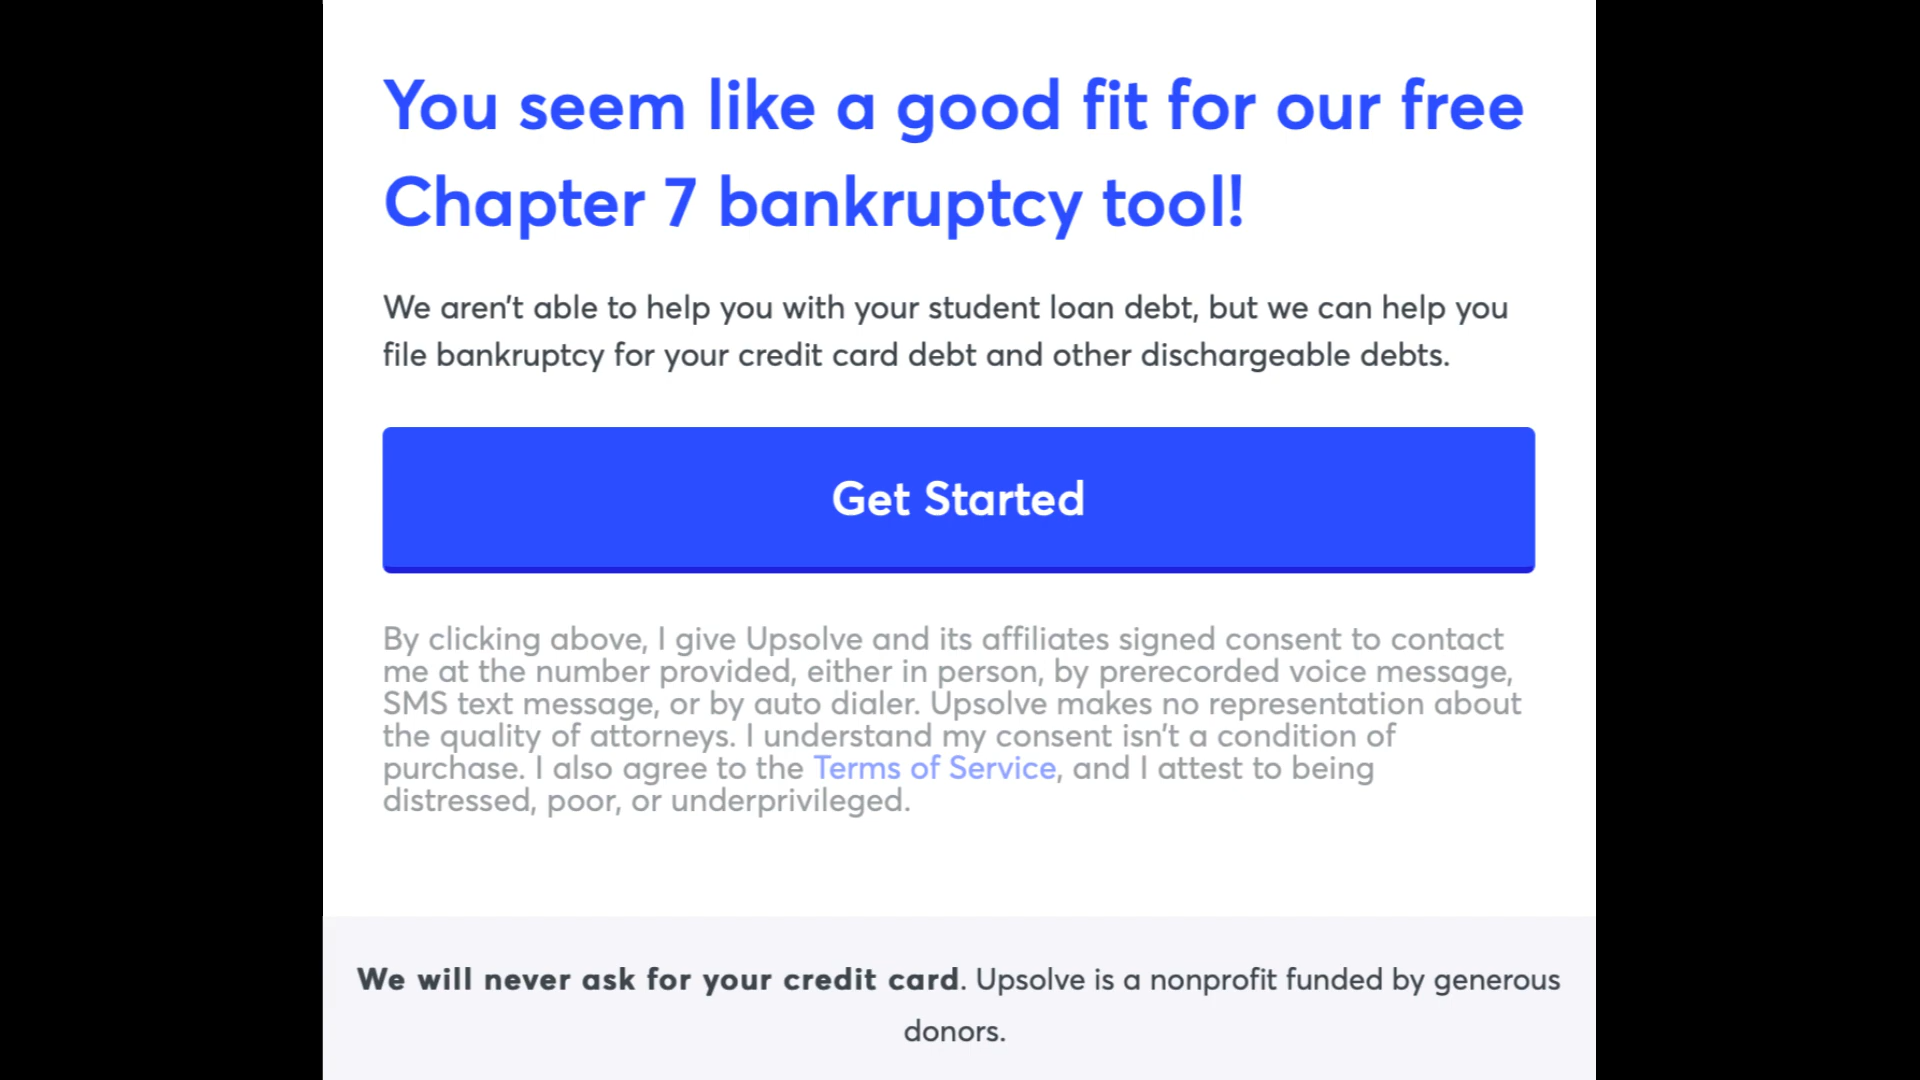 You seem like a good fit for our free
Chapter 7 bankruptcy tool!
We aren't able to help you with your student loan debt, but we can help you
file bankruptcy for your credit card debt and other dischargeable debts.
Get Started
By clicking above, I give Upsolve and its affiliates signed consent to contact
me at the number provided, either in person, by prerecorded voice message,
SMS text message, or by auto dialer. Upsolve makes no representation about
the quality of attorneys. I understand my consent isn't a condition of
purchase. I also agree to the Terms of Service, and I attest to being
distressed, poor, or underprivileged.
We will never ask for your credit card. Upsolve is a nonprofit funded by generous
donors.